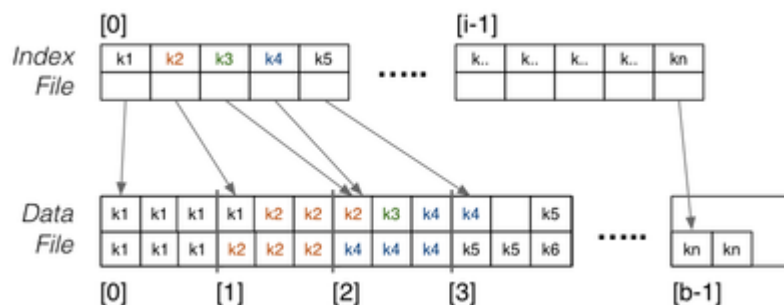 [0] [i-1]
Index File
k1 k2 k3 k4 k5 ..... k.. k.. k.. k.. kn
Data File
k1 k1 k1 k1 k2 k2 k2 k3 k4 k4 k5
k1 k1 k1 k2 k2 k2 k4 k4 k4 k5 k5 k6 ..... kn kn
[0] [1] [2] [3] [b-1]